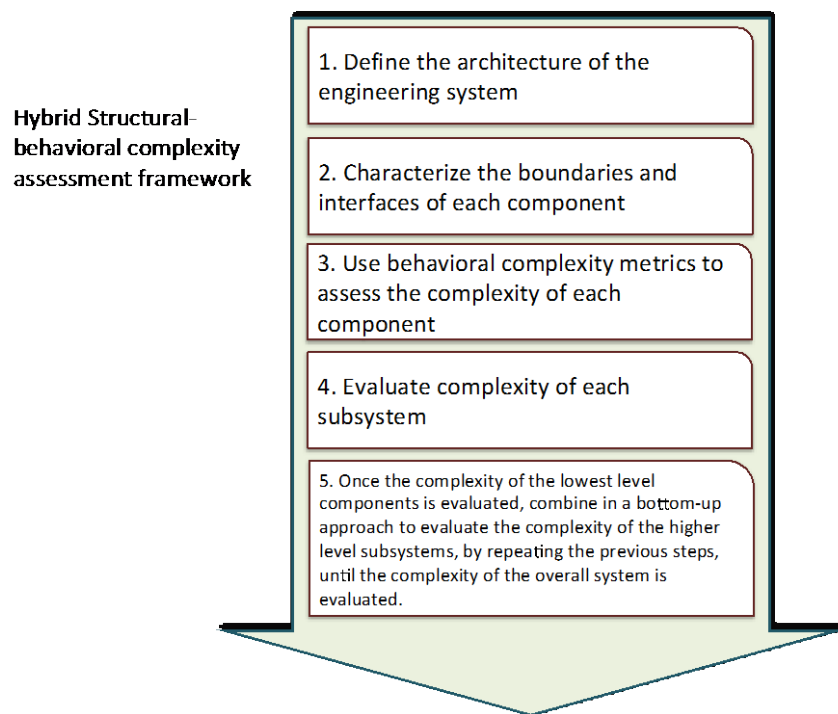 Hybrid Structural-
behavioral complexity
assessment framework
1. Define the architecture of the
engineering system
2. Characterize the boundaries and
interfaces of each component
3. Use behavioral complexity metrics to
assess the complexity of each
component
4. Evaluate complexity of each
subsystem
5. Once the complexity of the lowest level
components is evaluated, combine in a bottom-up
approach to evaluate the complexity of the higher
level subsystems, by repeating the previous steps,
until the complexity of the overall system is
evaluated.